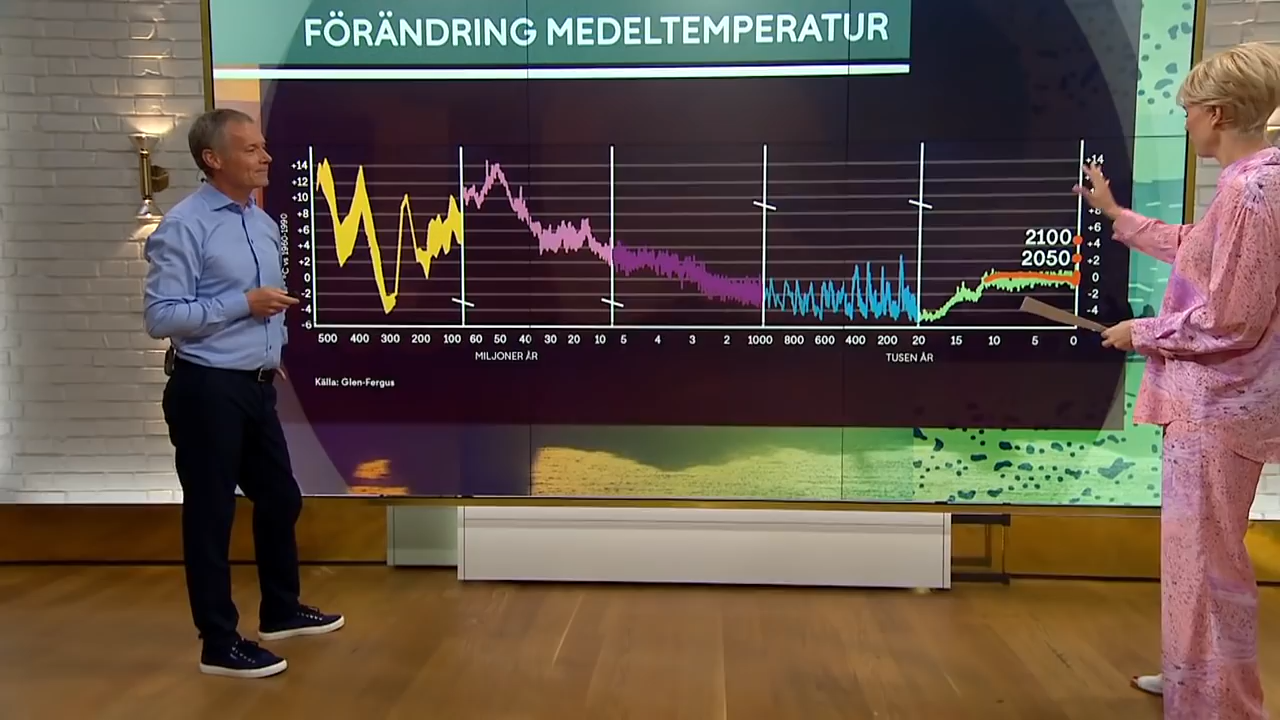 FÖRÄNDRING MEDELTEMPERATUR
+14 +14
+12
+10
+8 +8
+6 +6
+4 2100 +4
+2 2050 +2
0 0
-2 -2
-4 -4
-6
°C vs 1960-1990
500 400 300 200 100 60 50 40 30 20 10 5 4 3 2 1000 800 600 400 200 20 15 10 5 0
MILJONER ÅR TUSEN ÅR
Källa: Glen-Fergus